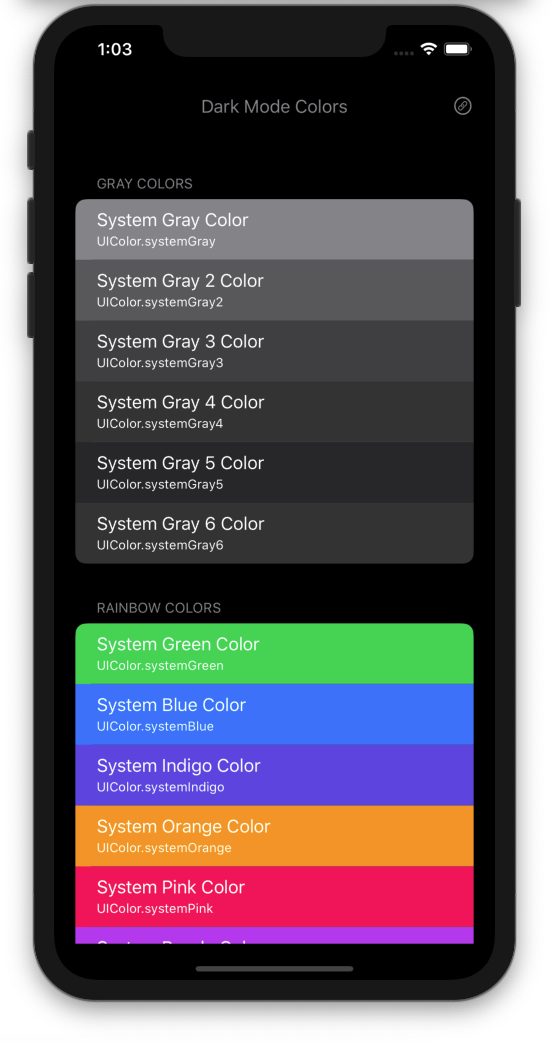 1:03
Dark Mode Colors
GRAY COLORS
System Gray Color
UIColor.systemGray
System Gray 2 Color
UIColor.systemGray2
System Gray 3 Color
UIColor.systemGray3
System Gray 4 Color
UIColor.systemGray4
System Gray 5 Color
UIColor.systemGray5
System Gray 6 Color
UIColor.systemGray6
RAINBOW COLORS
System Green Color
UIColor.systemGreen
System Blue Color
UIColor.systemBlue
System Indigo Color
UIColor.systemIndigo
System Orange Color
UIColor.systemOrange
System Pink Color
UIColor.systemPink